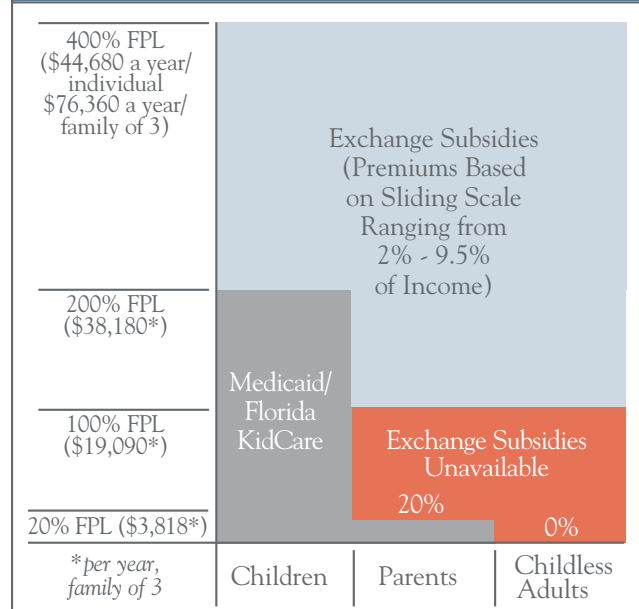 400% FPL
($44,680 a year/
individual
$76,360 a year/
family of 3)
Exchange Subsidies
(Premiums Based
on Sliding Scale
Ranging from
2% - 9.5%
of Income)
200% FPL
($38,180*)
Medicaid/
Florida
KidCare
100% FPL
($19,090*)
Exchange Subsidies
Unavailable
20%
20% FPL ($3,818*)
0%
*per year,
family of 3
Children
Parents
Childless
Adults